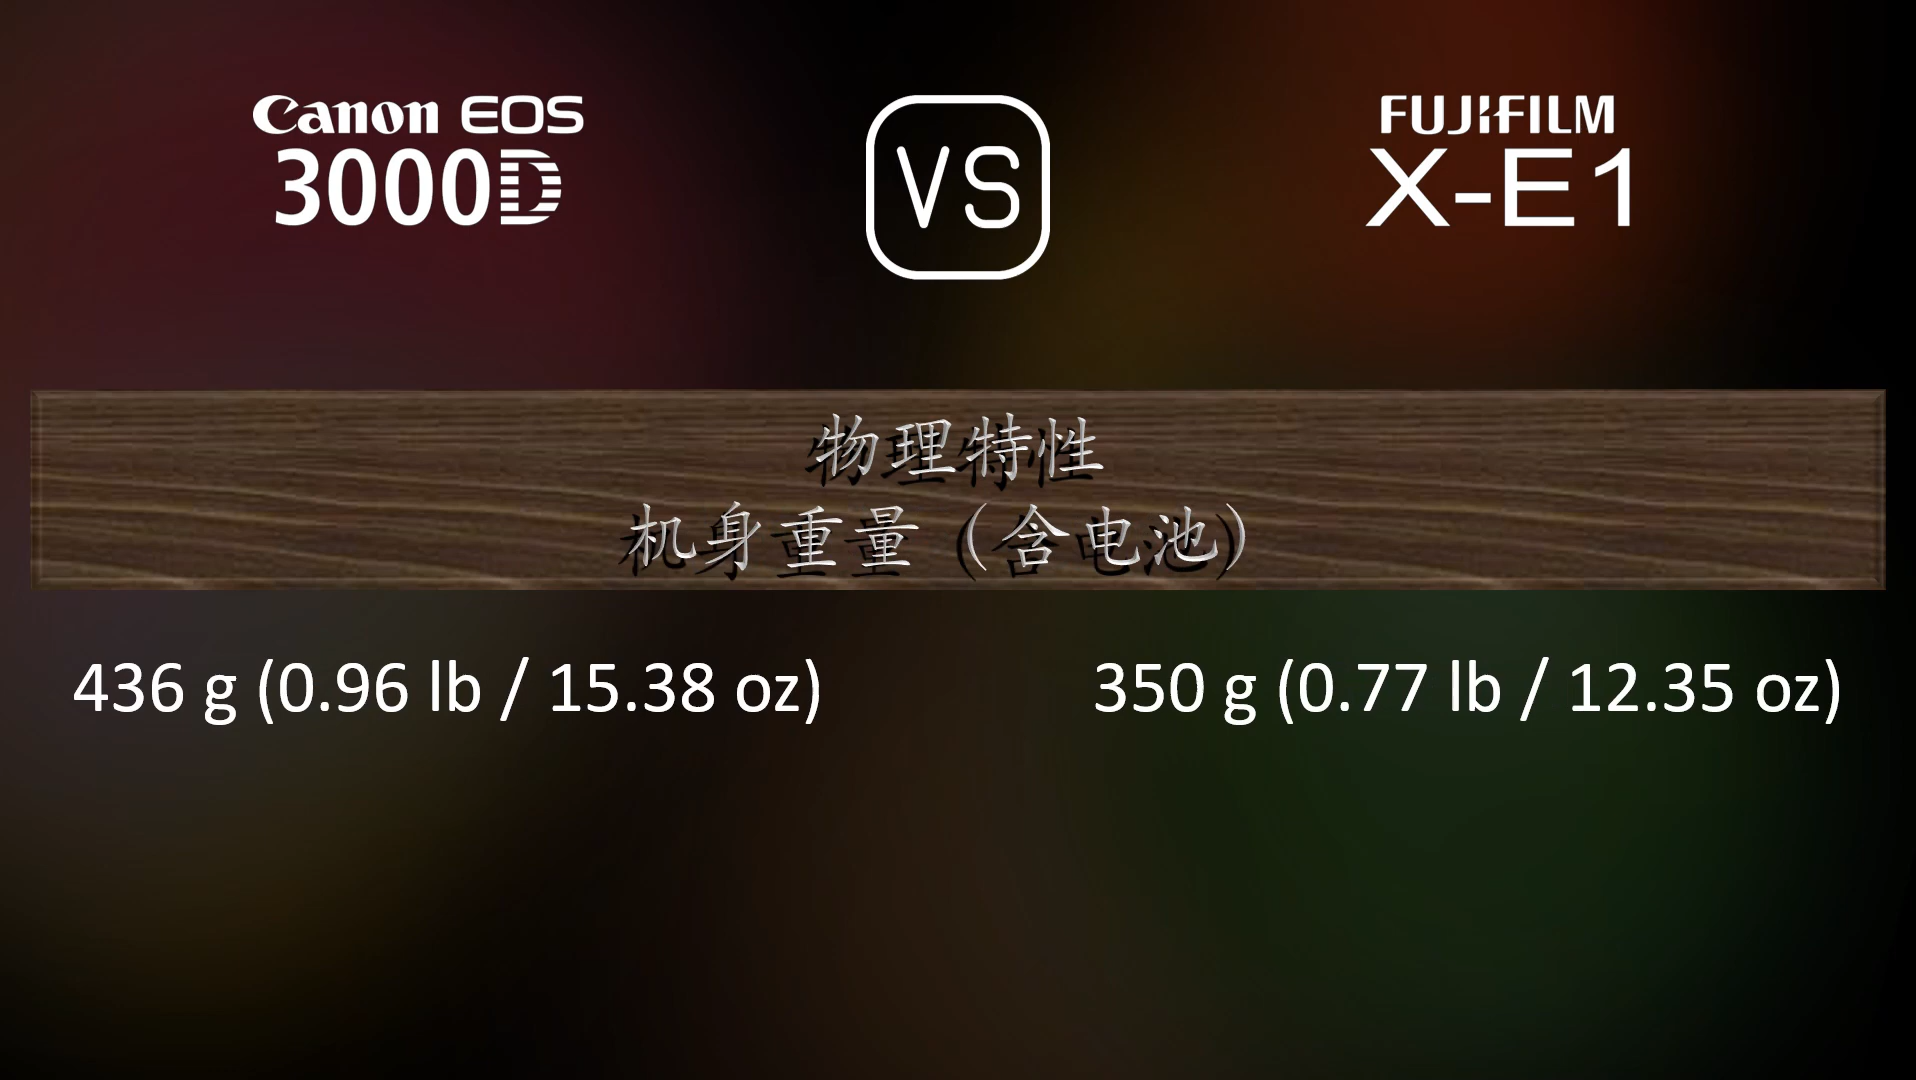 Canon EOS
3000D
VS
FUJIFILM
X-E1
物理特性
机身重量（含电池）
436 g (0.96 lb / 15.38 oz)
350 g (0.77 lb / 12.35 oz)